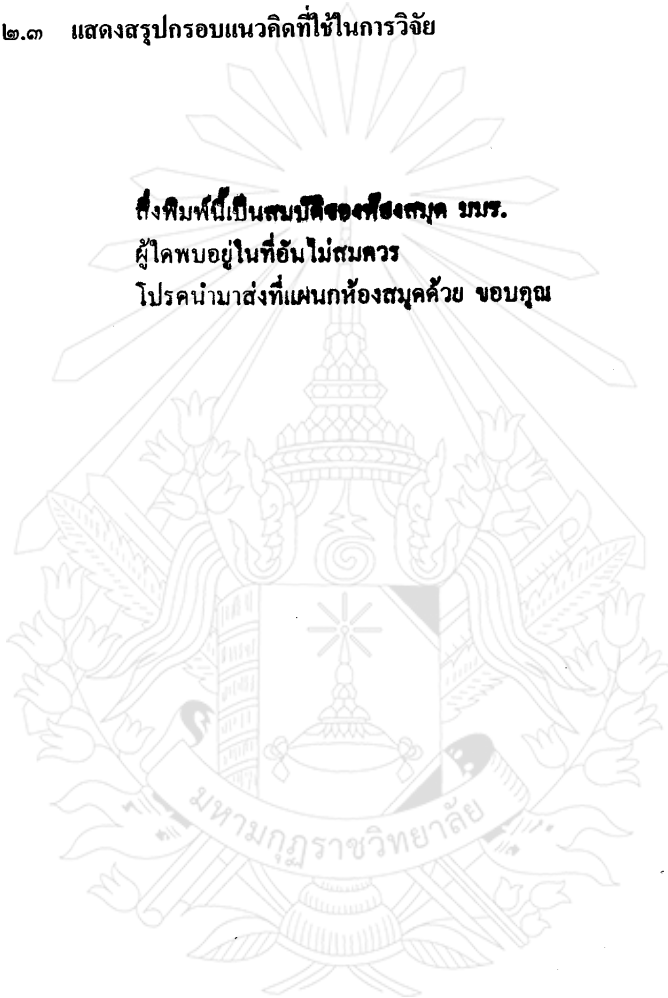 ๒.๓ แสดงสรุปกรอบแนวคิดที่ใช้ในการวิจัย
สิ่งพิมพ์นี้เป็นสมบัติของห้องสมุด มมร.
ผู้ใดพบอยู่ในที่อันไม่สมควร
โปรดนำมาส่งที่แผนกห้องสมุดด้วย ขอบคุณ
มหามกุฏราชวิทยาลัย